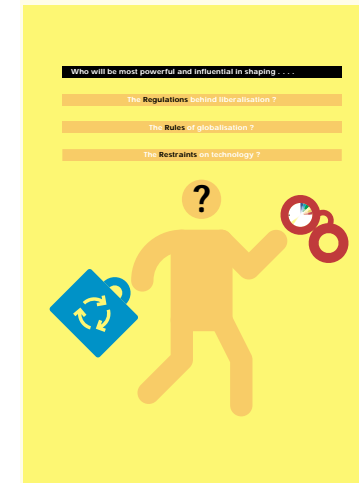 Who will be most powerful and influential in shaping . . . .
The Regulations behind liberalisation ?
The Rules of globalisation ?
The Restraints on technology ?
?